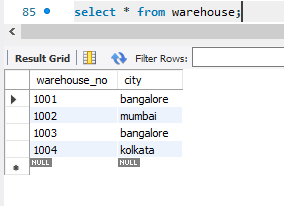 85 select * from warehouse;
Result Grid Filter Rows:
warehouse_no city
1001 bangalore
1002 mumbai
1003 bangalore
1004 kolkata
NULL NULL